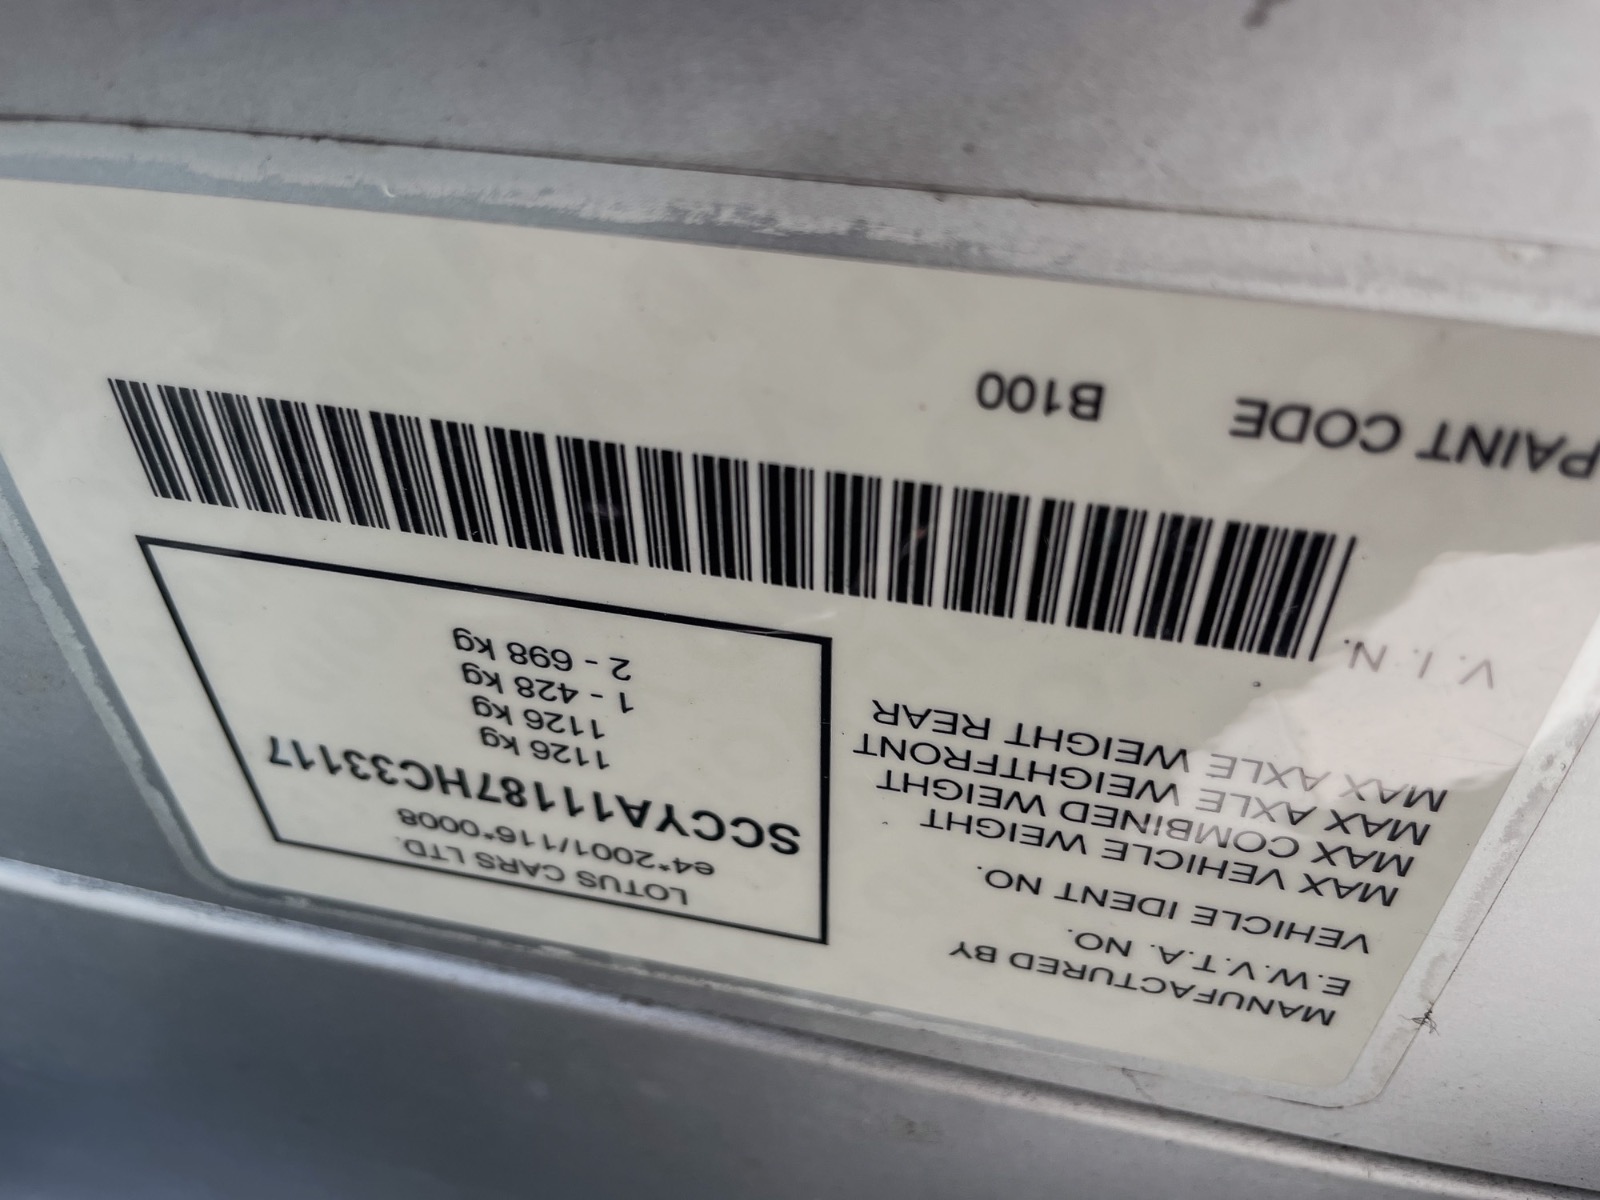 MANUFACTURED BY LOTUS CARS LTD.
E.W.V.T.A. NO. e4*2001/116*0008
VEHICLE IDENT NO. SCCYA11187HC33117
MAX VEHICLE WEIGHT 1126 kg
MAX COMBINED WEIGHT 1126 kg
MAX AXLE WEIGHTFRONT 1 - 428 kg
MAX AXLE WEIGHT REAR 2 - 698 kg
V. I. N.
PAINT CODE B100